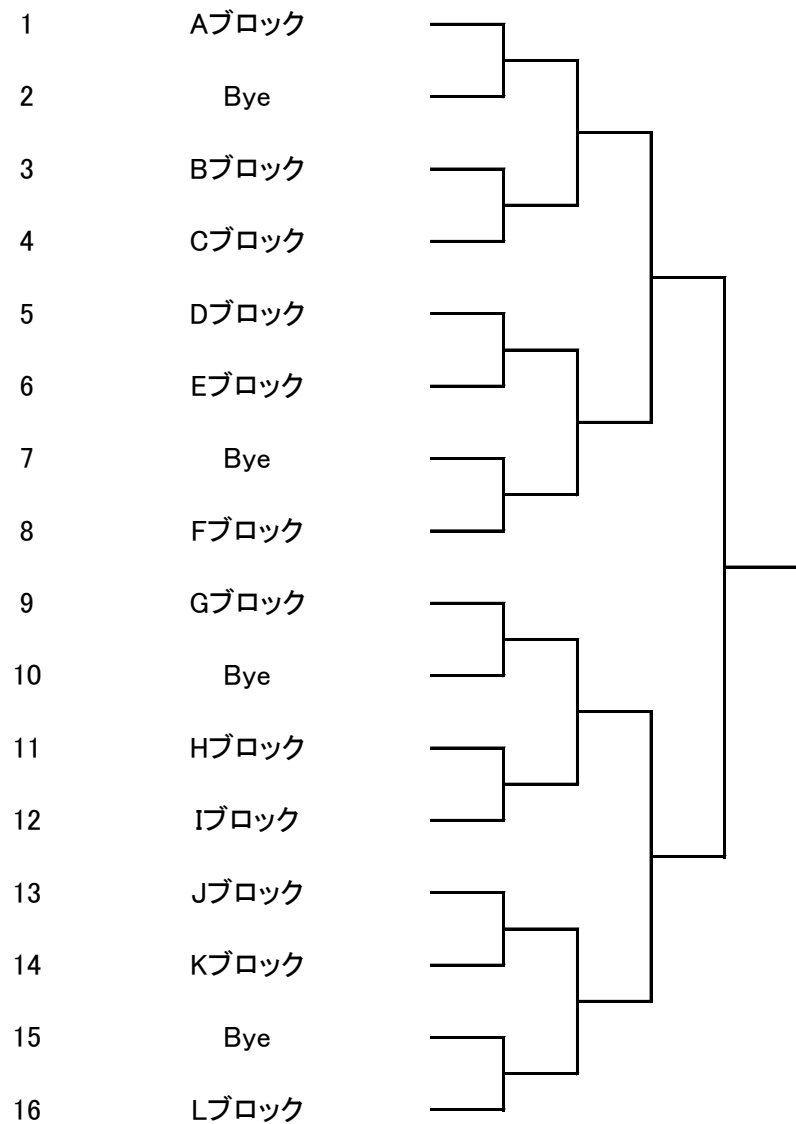 1 Aブロック
2 Bye
3 Bブロック
4 Cブロック
5 Dブロック
6 Eブロック
7 Bye
8 Fブロック
9 Gブロック
10 Bye
11 Hブロック
12 Iブロック
13 Jブロック
14 Kブロック
15 Bye
16 Lブロック